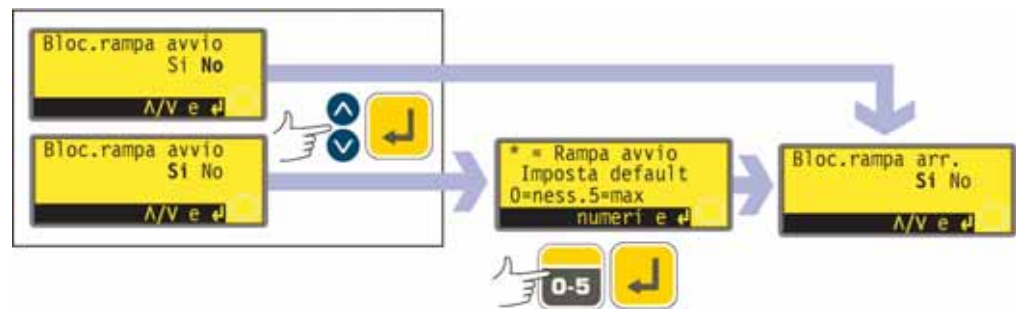 Bloc.rampa avvio
Si No
Λ/V e ↲
Bloc.rampa avvio
Si No
Λ/V e ↲
* = Rampa avvio
Imposta default
0=ness.5=max
numeri e ↲
0-5
Bloc.rampa arr.
Si No
Λ/V e ↲